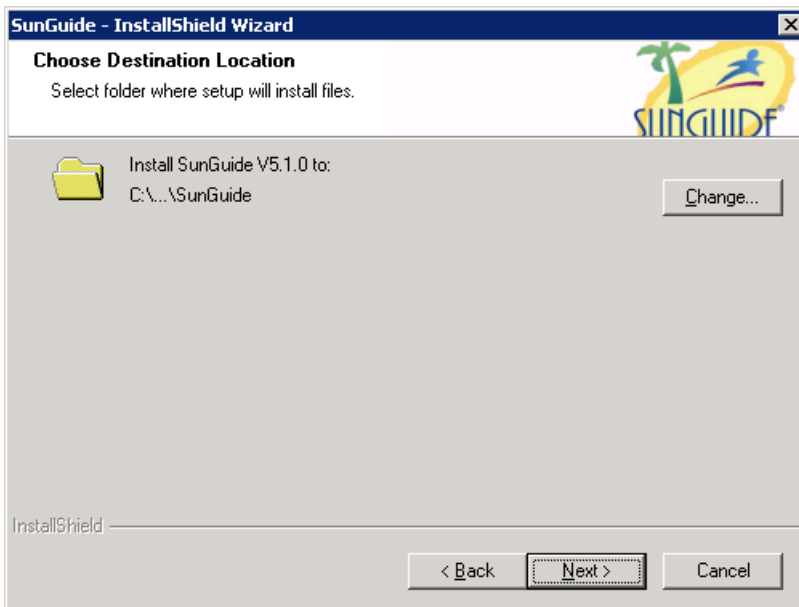 SunGuide - InstallShield Wizard
Choose Destination Location
Select folder where setup will install files.
SUNGUIDE®
Install SunGuide V5.1.0 to:
C:\...\SunGuide
Change...
InstallShield
< Back
Next >
Cancel